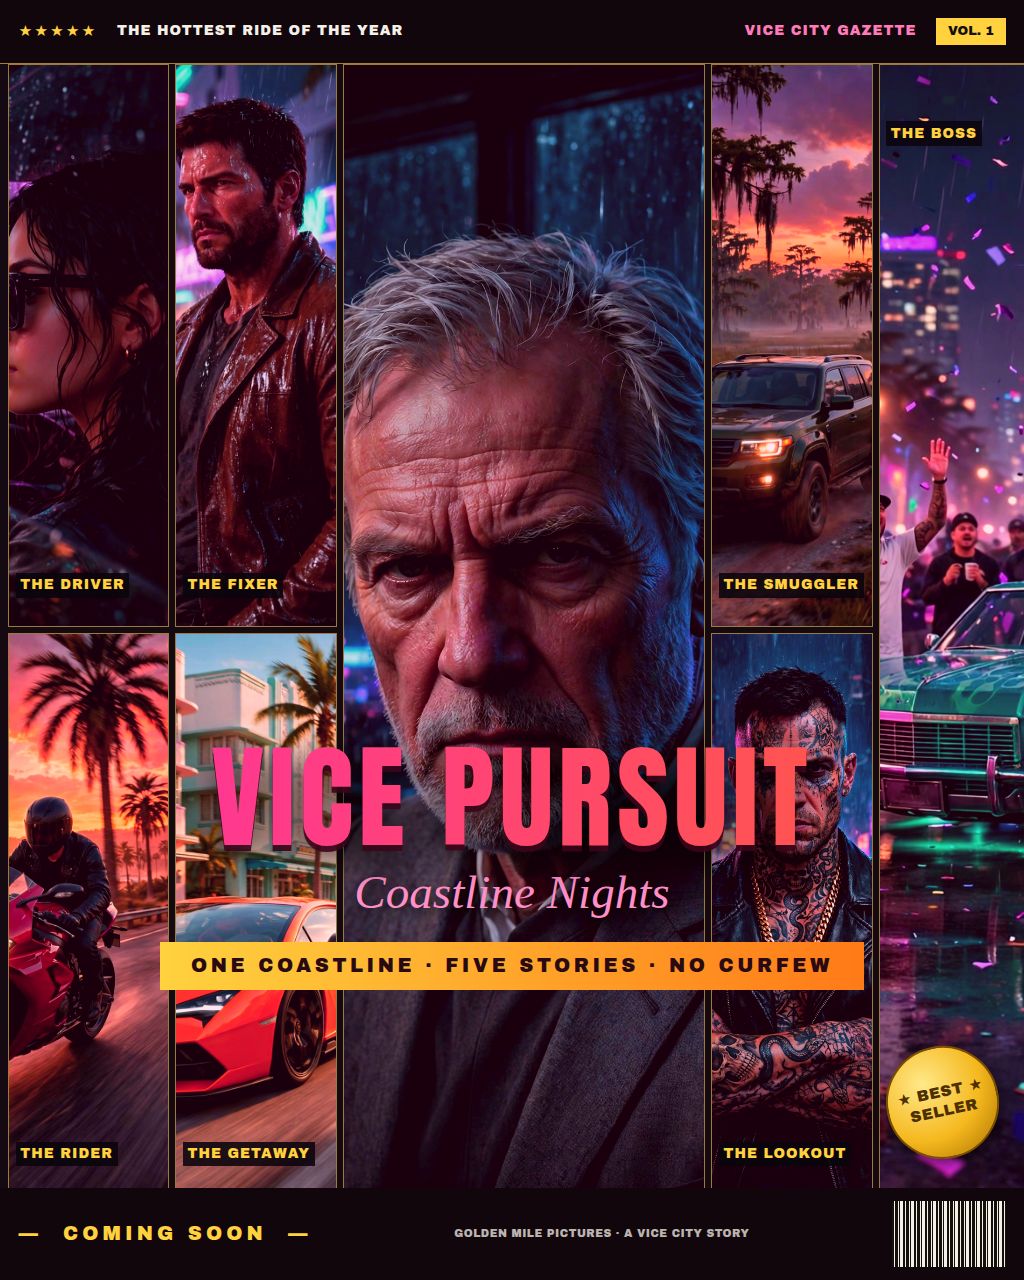 ★★★★★ THE HOTTEST RIDE OF THE YEAR
VICE CITY GAZETTE
VOL. 1
THE BOSS
THE DRIVER
THE FIXER
THE SMUGGLER
VICE PURSUIT
Coastline Nights
ONE COASTLINE · FIVE STORIES · NO CURFEW
THE RIDER
THE GETAWAY
THE LOOKOUT
★ BEST ★
SELLER
— COMING SOON —
GOLDEN MILE PICTURES · A VICE CITY STORY